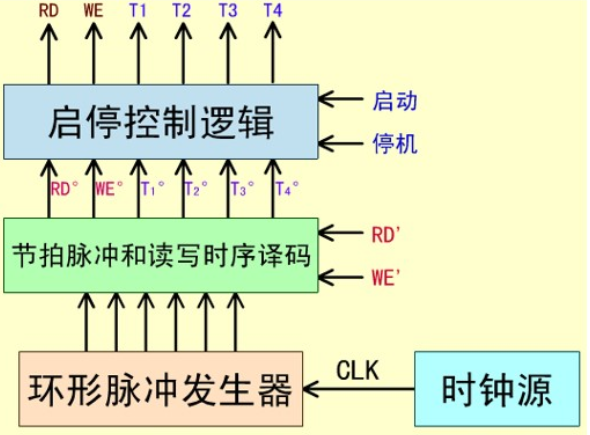 RD WE T1 T2 T3 T4
启动
启停控制逻辑
停机
RD° WE° T₁° T₂° T₃° T₄°
RD'
节拍脉冲和读写时序译码
WE'
CLK
环形脉冲发生器
时钟源